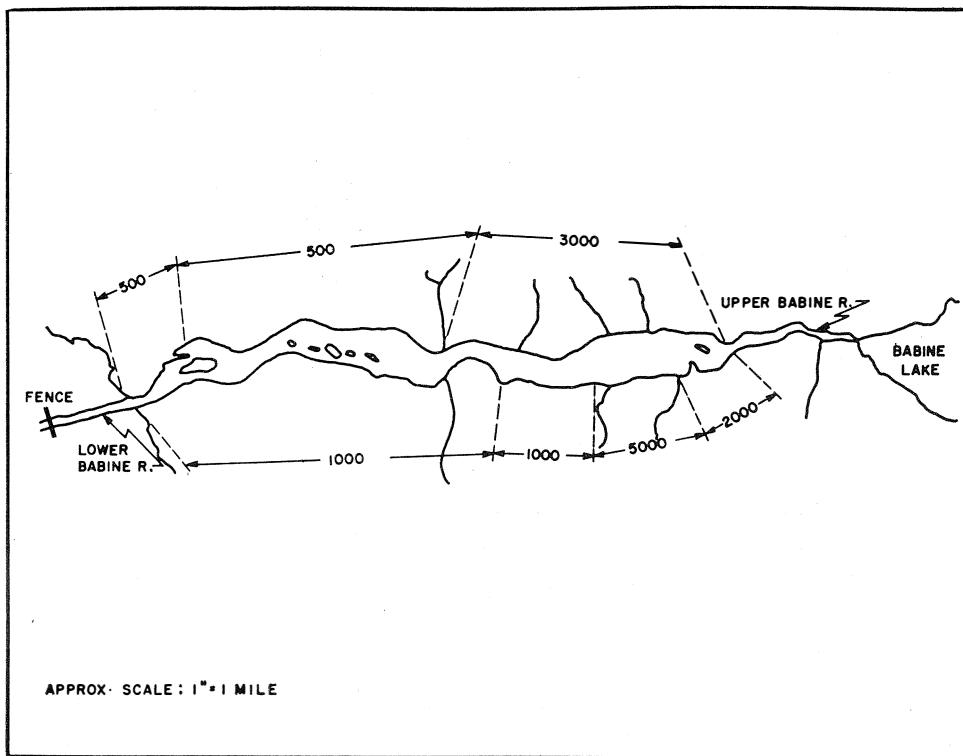 500
500
3000
UPPER BABINE R.
BABINE
LAKE
FENCE
LOWER
BABINE R.
1000
1000
5000
2000
APPROX· SCALE: 1"=1 MILE